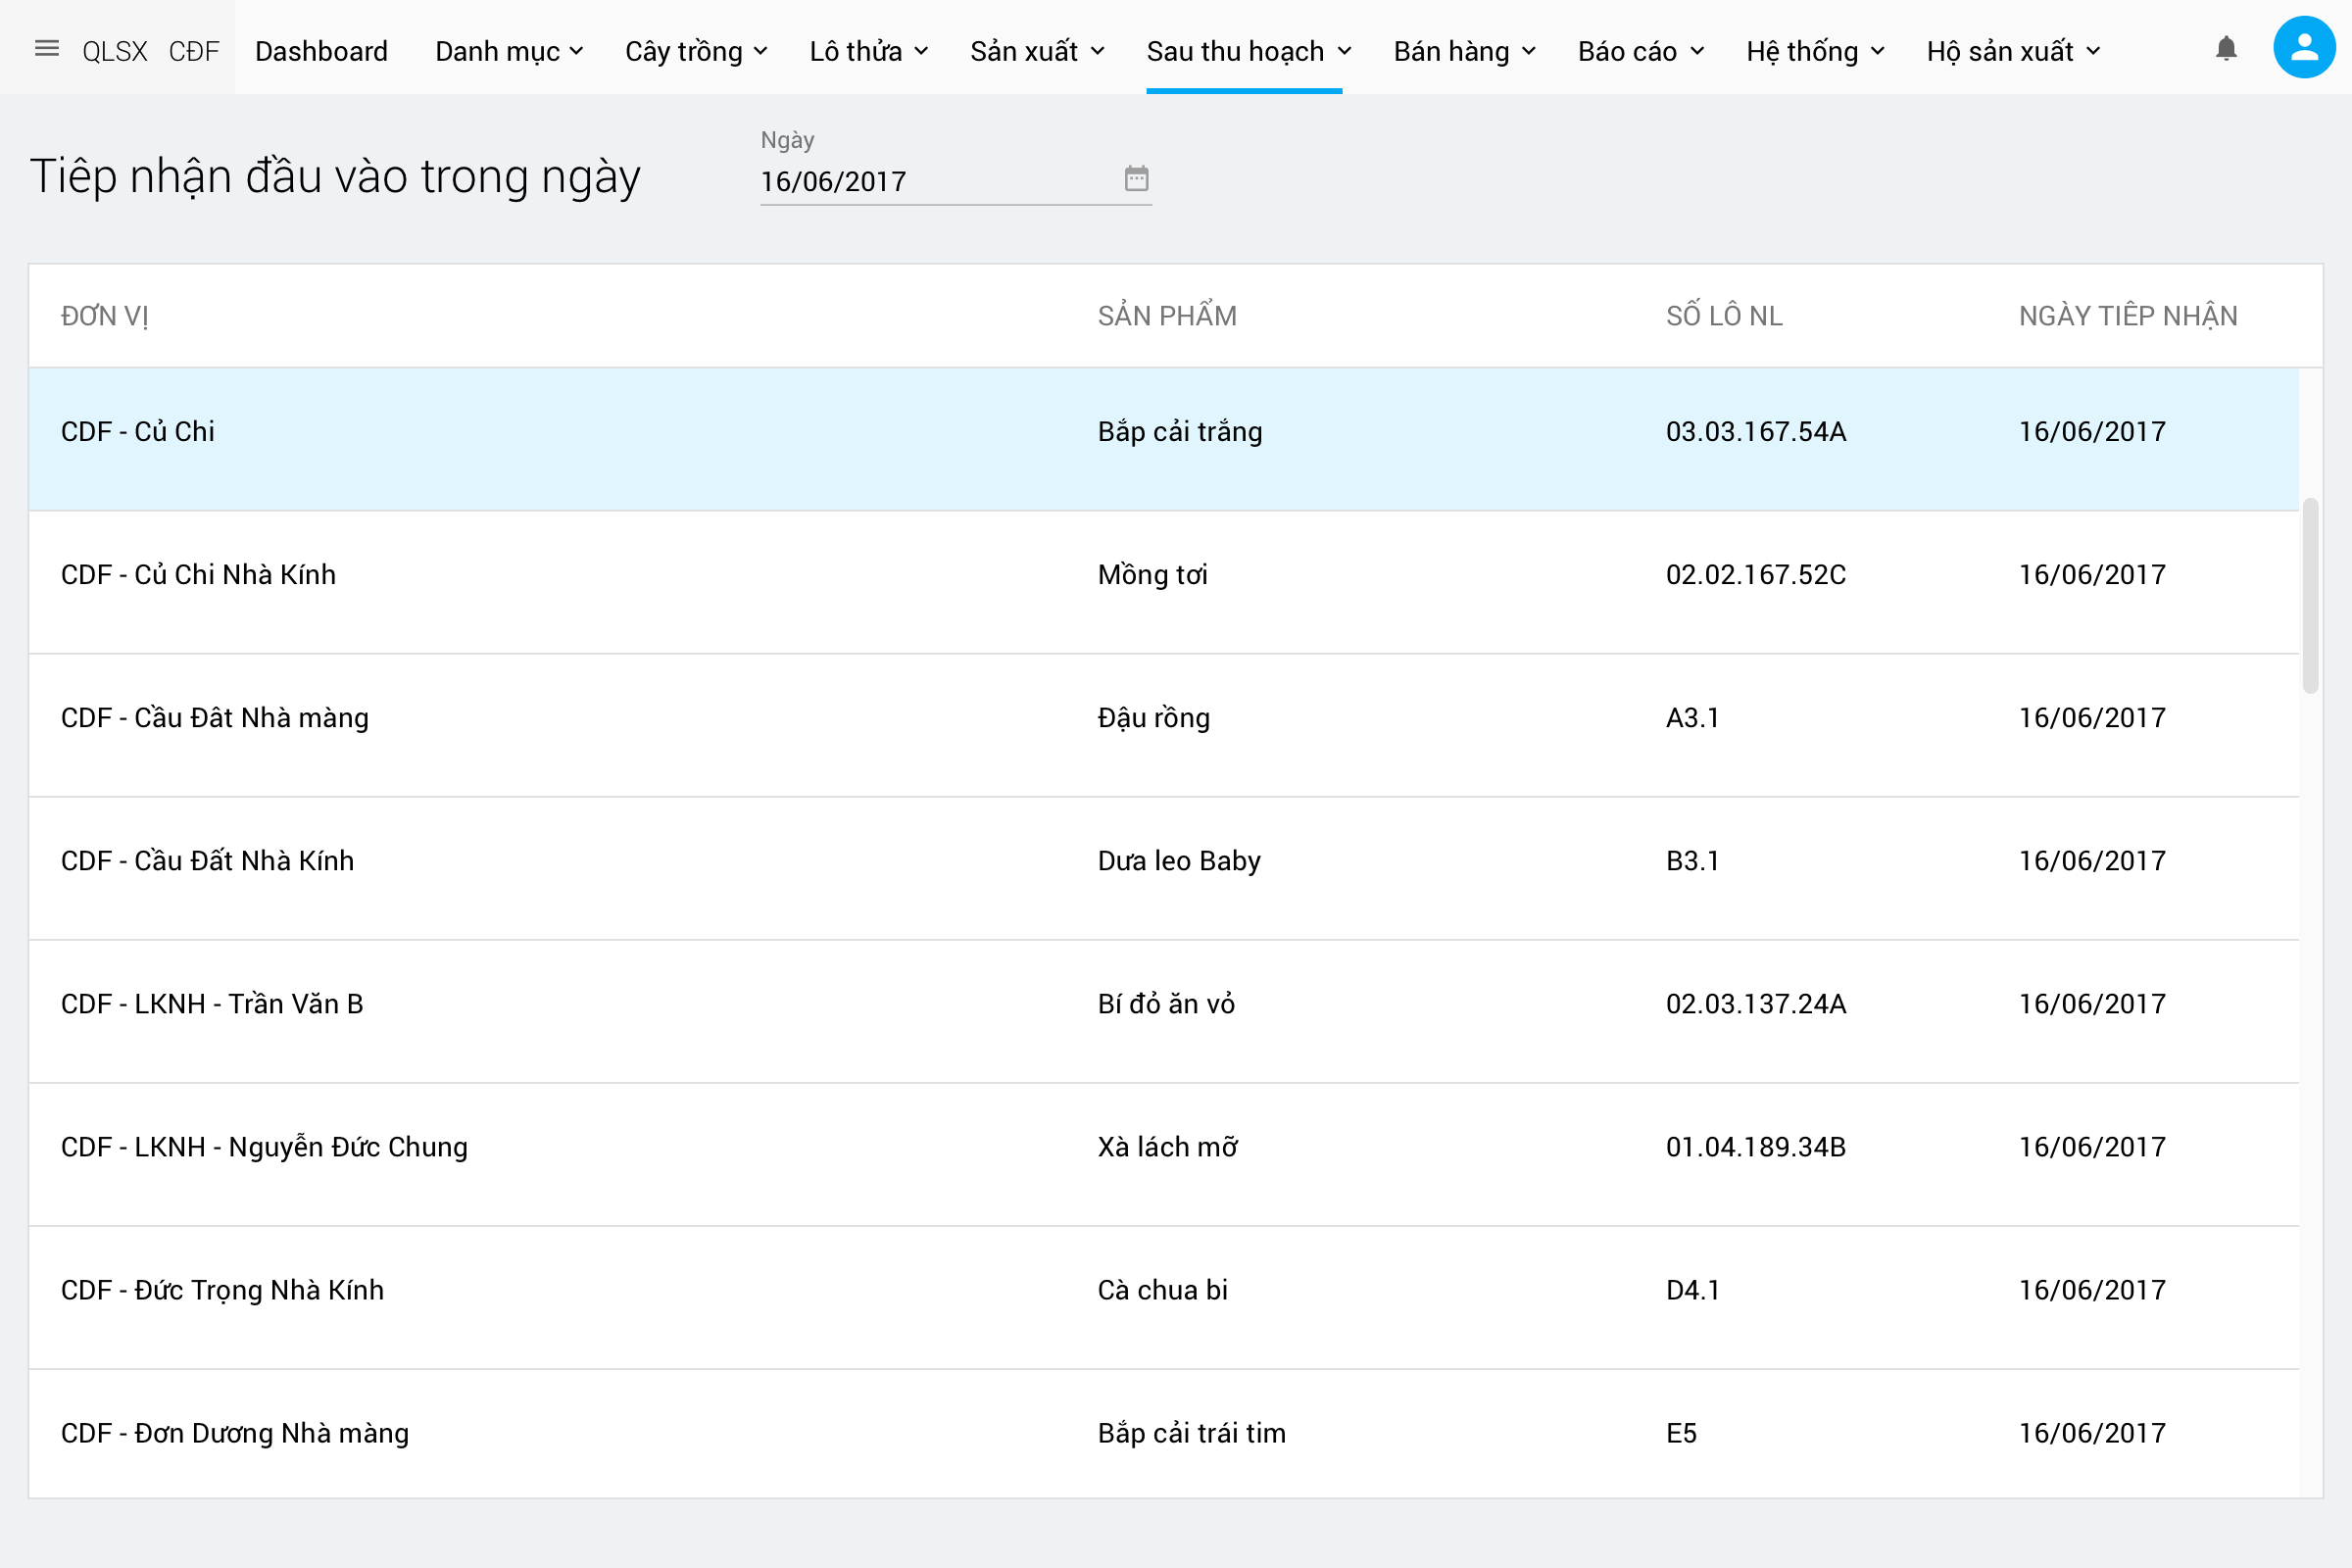 QLSX CĐF Dashboard Danh mục Cây trồng Lô thửa Sản xuất Sau thu hoạch Bán hàng Báo cáo Hệ thống Hộ sản xuất
Ngày
Tiêp nhận đầu vào trong ngày
16/06/2017
ĐƠN VỊ SẢN PHẨM SỐ LÔ NL NGÀY TIÊP NHẬN
CDF - Củ Chi Bắp cải trắng 03.03.167.54A 16/06/2017
CDF - Củ Chi Nhà Kính Mồng tơi 02.02.167.52C 16/06/2017
CDF - Cầu Đât Nhà màng Đậu rồng A3.1 16/06/2017
CDF - Cầu Đất Nhà Kính Dưa leo Baby B3.1 16/06/2017
CDF - LKNH - Trần Văn B Bí đỏ ăn vỏ 02.03.137.24A 16/06/2017
CDF - LKNH - Nguyễn Đức Chung Xà lách mỡ 01.04.189.34B 16/06/2017
CDF - Đức Trọng Nhà Kính Cà chua bi D4.1 16/06/2017
CDF - Đơn Dương Nhà màng Bắp cải trái tim E5 16/06/2017